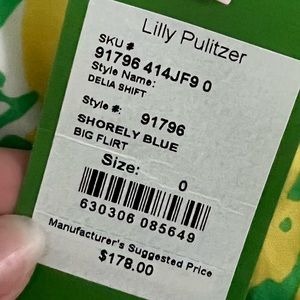 Lilly Pulitzer
SKU #
91796 414JF9 0
Style Name:
DELIA SHIFT
Style #: 91796
SHORELY BLUE
BIG FLIRT
Size: 0
630306 085649
Manufacturer's Suggested Price
$178.00